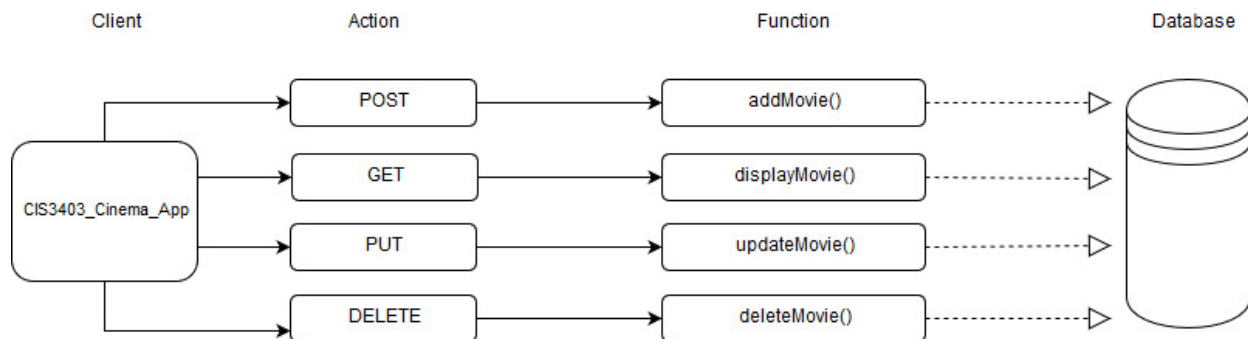 Client Action Function Database
POST addMovie()
GET displayMovie()
CIS3403_Cinema_App
PUT updateMovie()
DELETE deleteMovie()